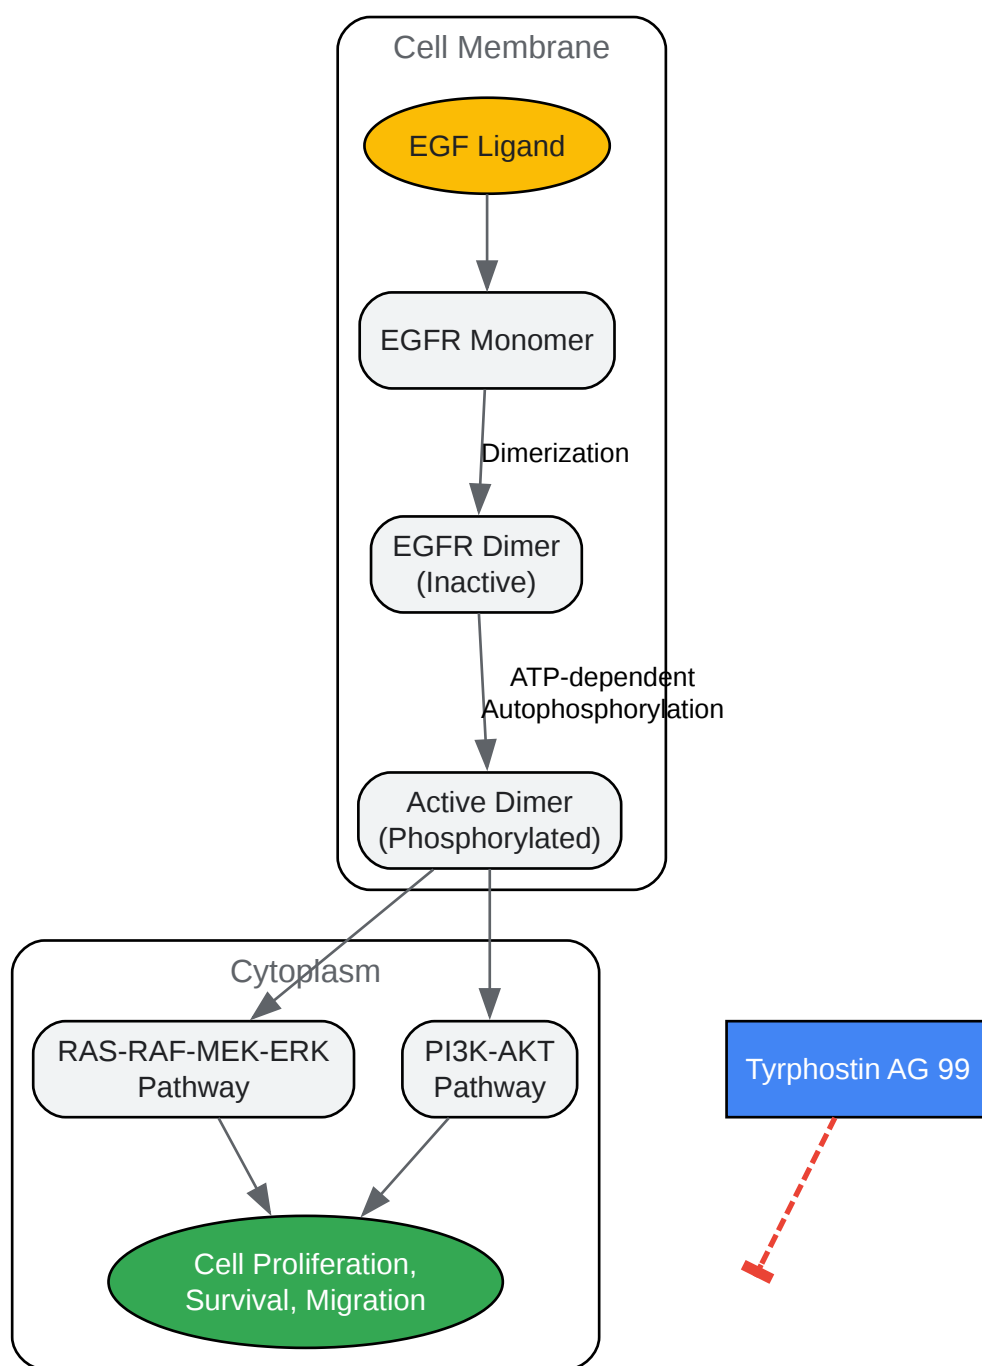 Cell Membrane
EGF Ligand
EGFR Monomer
Dimerization
EGFR Dimer
(Inactive)
ATP-dependent
Autophosphorylation
Active Dimer
(Phosphorylated)
Cytoplasm
RAS-RAF-MEK-ERK
Pathway
PI3K-AKT
Pathway
Tyrphostin AG 99
Cell Proliferation,
Survival, Migration